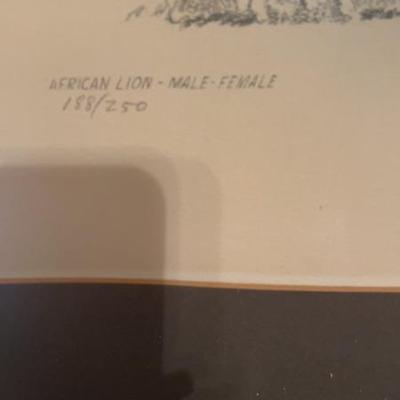 AFRICAN LION - MALE-FEMALE
188/250